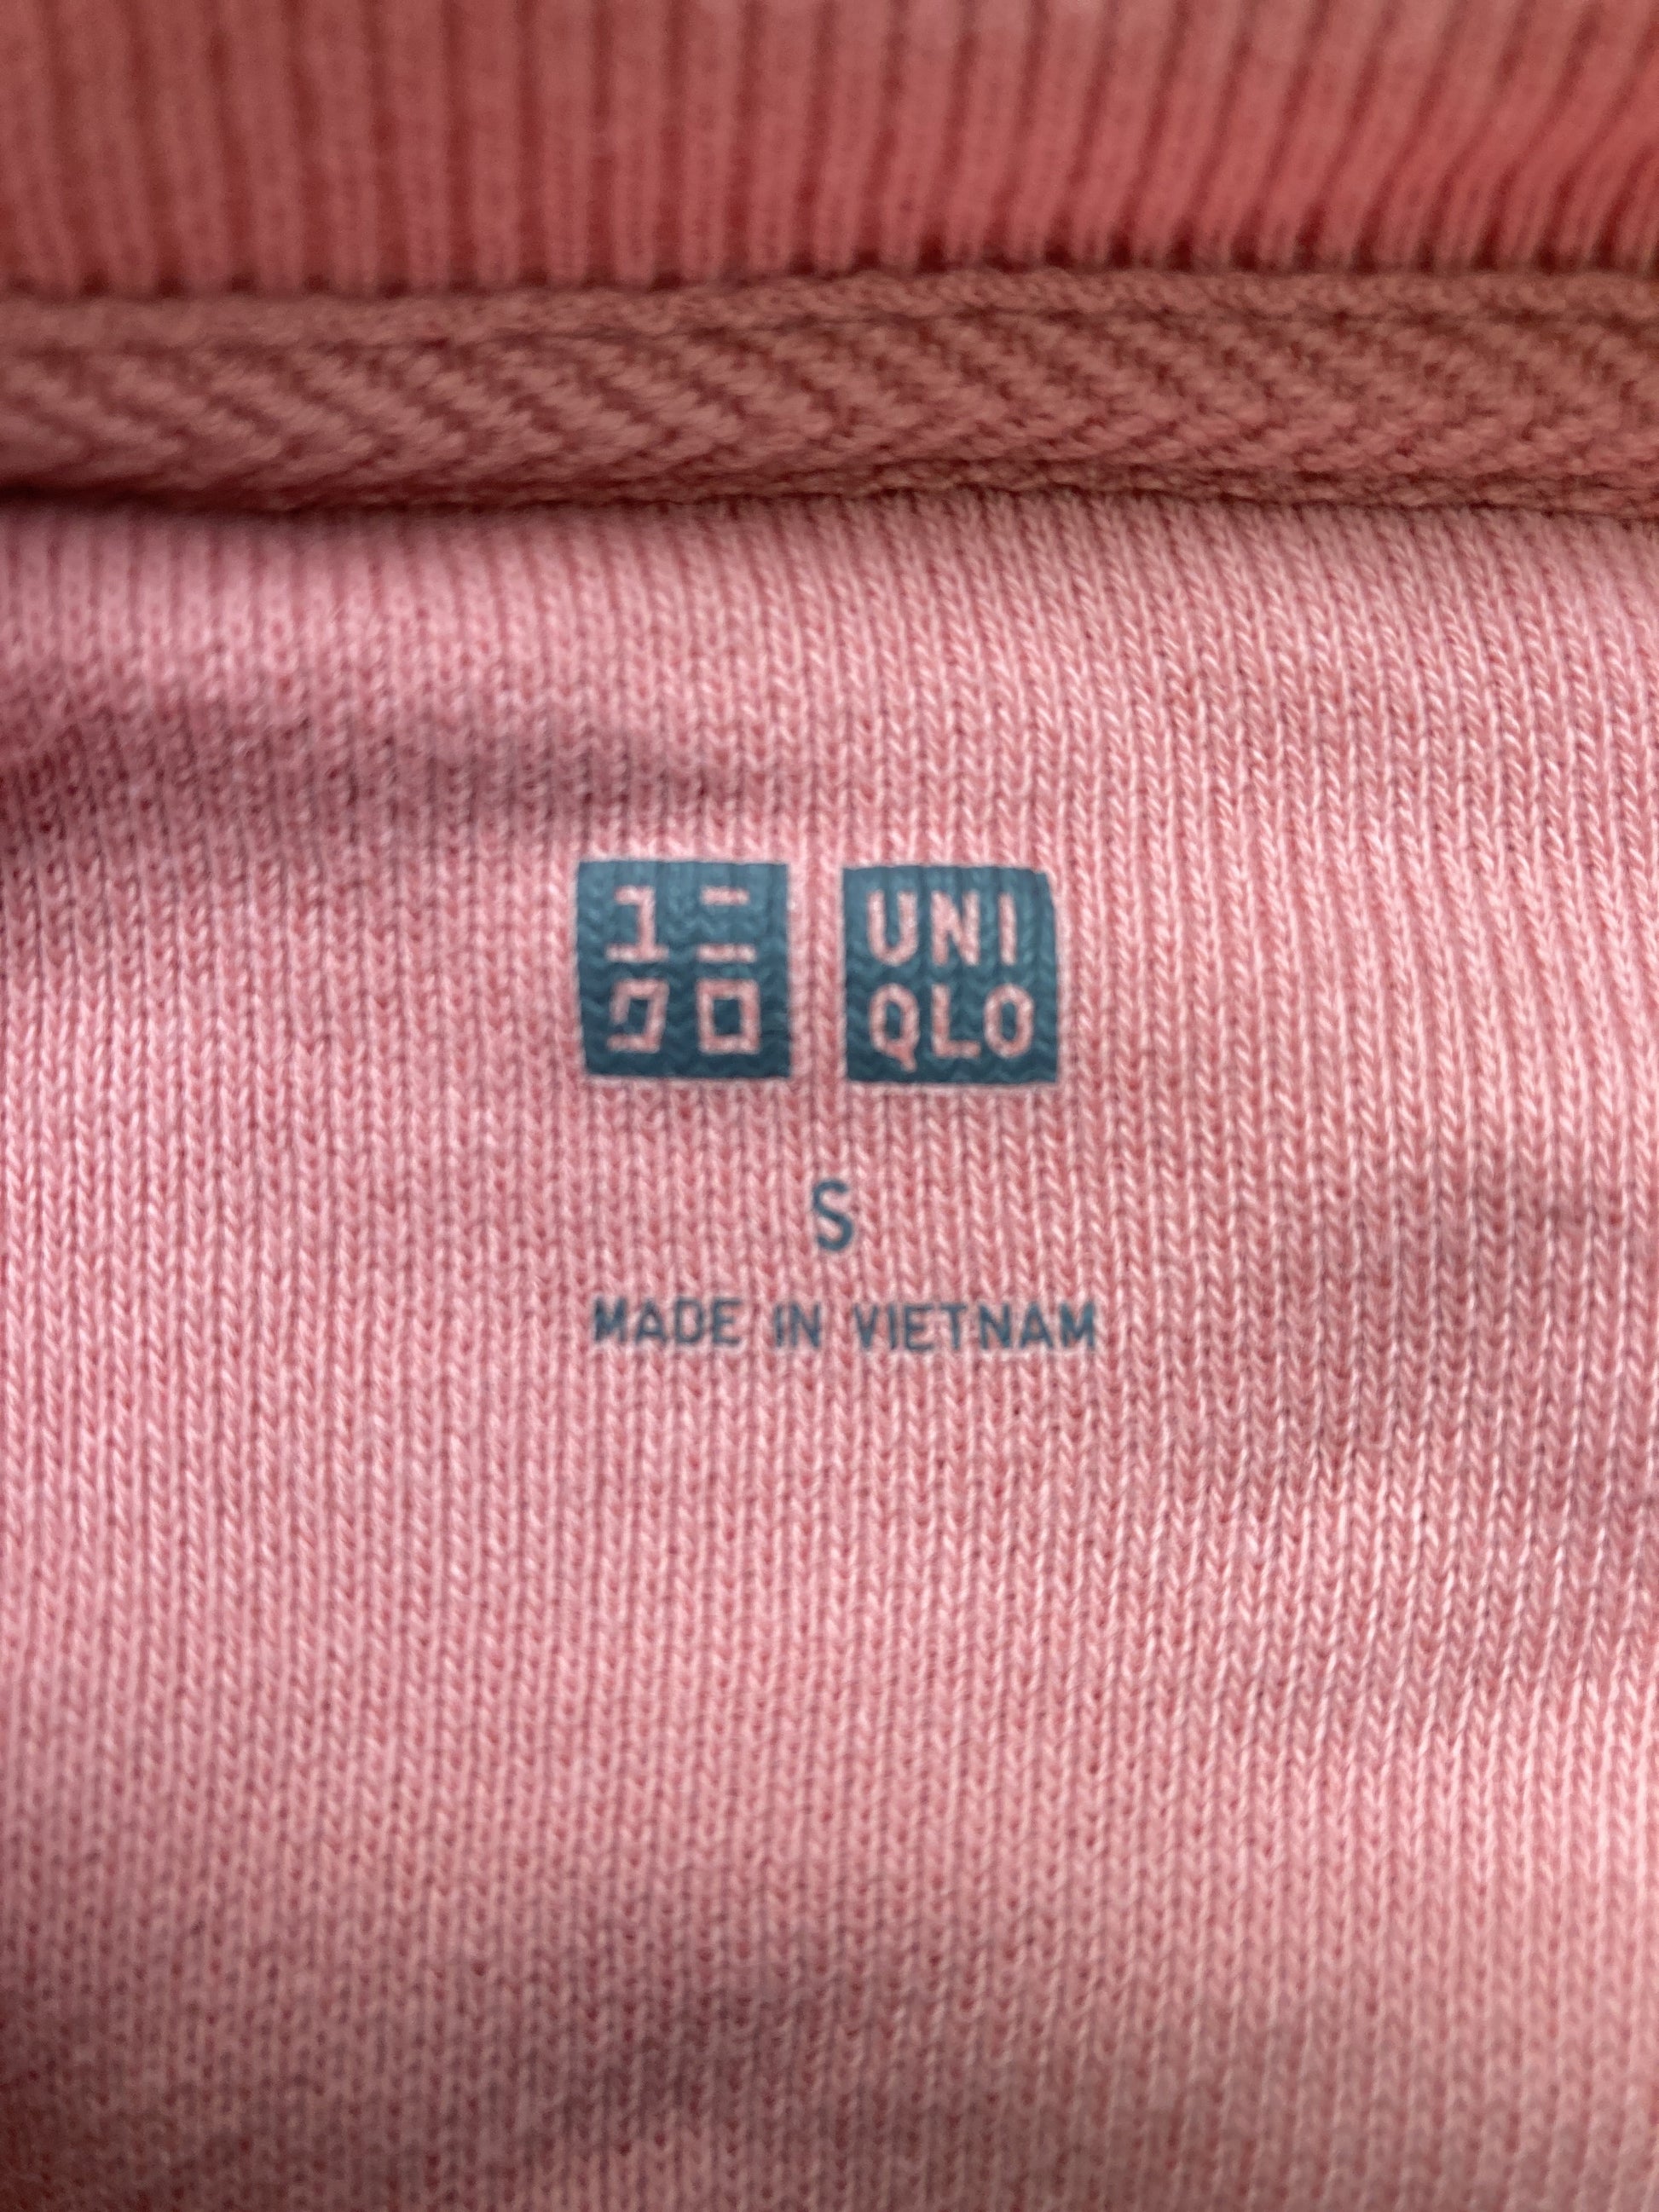 ユニ UNI
クロ QLO
S
MADE IN VIETNAM